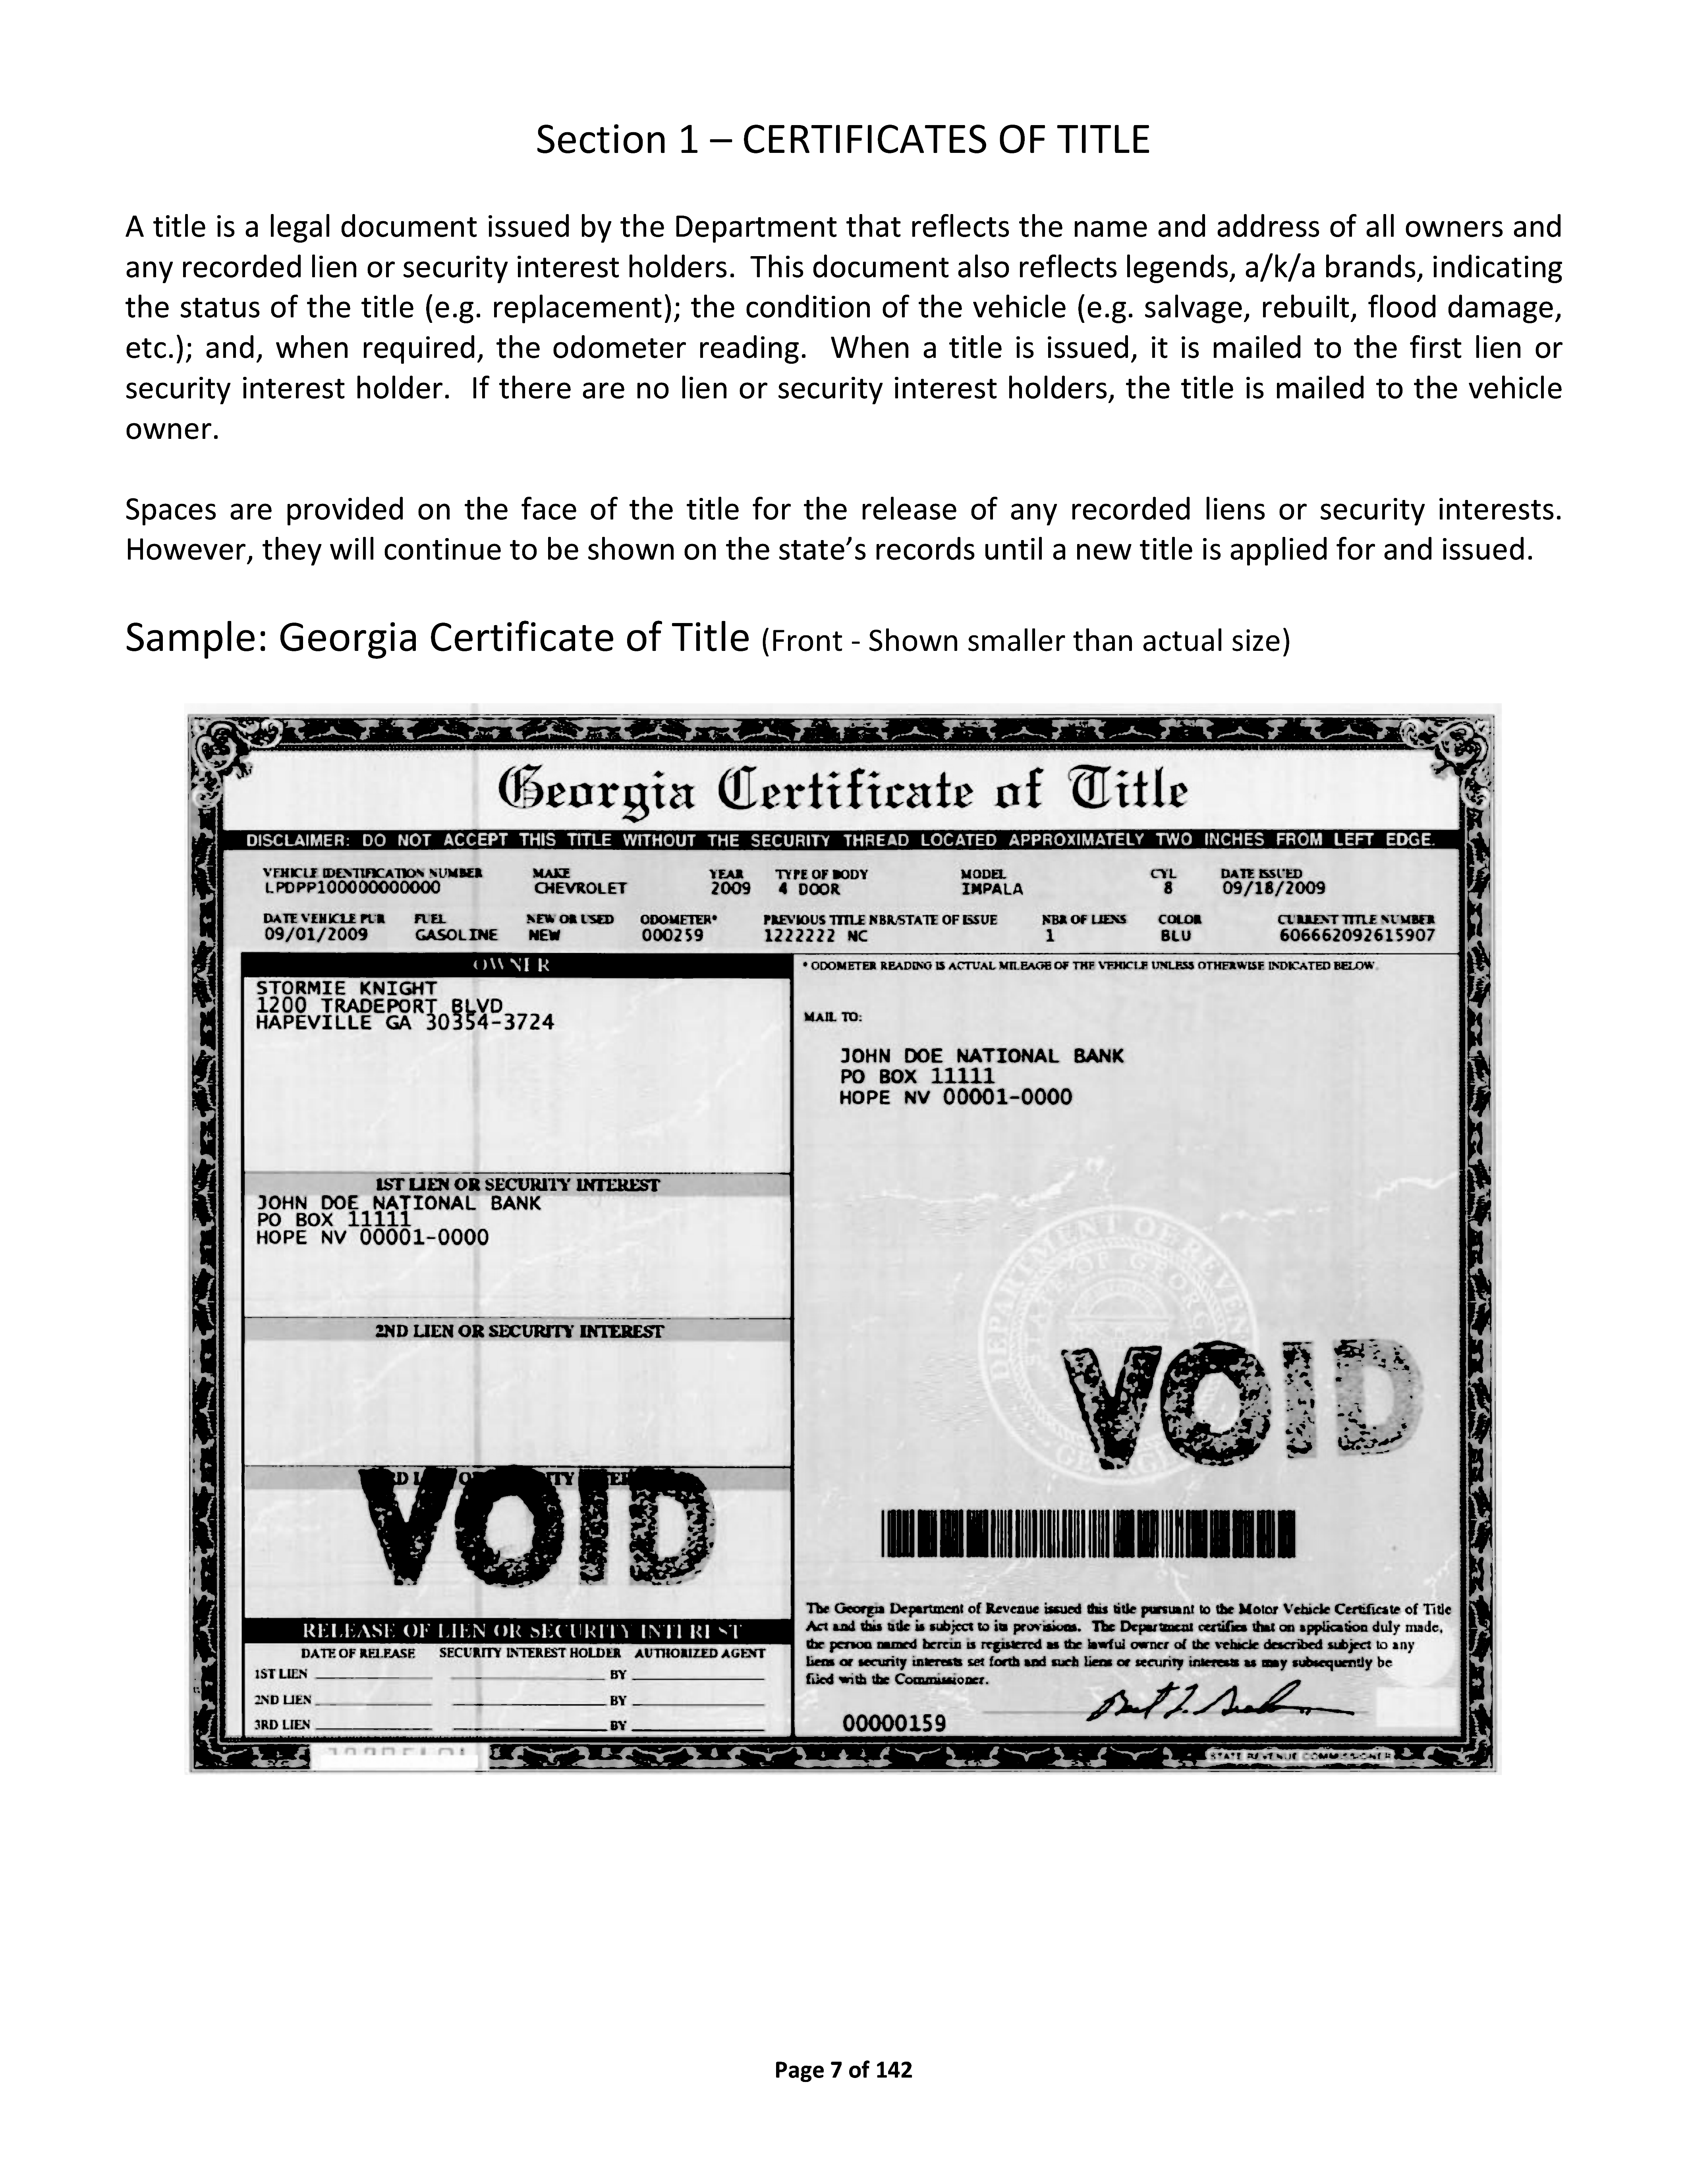 Section 1 – CERTIFICATES OF TITLE
A title is a legal document issued by the Department that reflects the name and address of all owners and
any recorded lien or security interest holders.  This document also reflects legends, a/k/a brands, indicating
the status of the title (e.g. replacement); the condition of the vehicle (e.g. salvage, rebuilt, flood damage,
etc.); and, when required, the odometer reading.  When a title is issued, it is mailed to the first lien or
security interest holder.  If there are no lien or security interest holders, the title is mailed to the vehicle
owner.
Spaces are provided on the face of the title for the release of any recorded liens or security interests.
However, they will continue to be shown on the state’s records until a new title is applied for and issued.
Sample: Georgia Certificate of Title (Front - Shown smaller than actual size)
Georgia Certificate of Title
DISCLAIMER: DO NOT ACCEPT THIS TITLE WITHOUT THE SECURITY THREAD LOCATED APPROXIMATELY TWO INCHES FROM LEFT EDGE.
VEHICLE IDENTIFICATION NUMBER MAKE YEAR TYPE OF BODY MODEL CYL DATE ISSUED
LPDPP100000000000 CHEVROLET 2009 4 DOOR IMPALA 8 09/18/2009
DATE VEHICLE PUR FUEL NEW OR USED ODOMETER* PREVIOUS TITLE NBR/STATE OF ISSUE NBR OF LIENS COLOR CURRENT TITLE NUMBER
09/01/2009 GASOLINE NEW 000259 1222222 NC 1 BLU 606662092615907
OWNER
STORMIE KNIGHT
1200 TRADEPORT BLVD
HAPEVILLE GA 30354-3724
1ST LIEN OR SECURITY INTEREST
JOHN DOE NATIONAL BANK
PO BOX 11111
HOPE NV 00001-0000
2ND LIEN OR SECURITY INTEREST
VOID
RELEASE OF LIEN OR SECURITY INTEREST
DATE OF RELEASE SECURITY INTEREST HOLDER AUTHORIZED AGENT
1ST LIEN BY
2ND LIEN BY
3RD LIEN BY
* ODOMETER READING IS ACTUAL MILEAGE OF THE VEHICLE UNLESS OTHERWISE INDICATED BELOW.
MAIL TO:
JOHN DOE NATIONAL BANK
PO BOX 11111
HOPE NV 00001-0000
DEPARTMENT OF REVENUE
STATE OF GEORGIA
GEORGIA
VOID
The Georgia Department of Revenue issued this title pursuant to the Motor Vehicle Certificate of Title
Act and this title is subject to its provisions. The Department certifies that on application duly made,
the person named herein is registered as the lawful owner of the vehicle described subject to any
liens or security interests set forth and such liens or security interests as may subsequently be
filed with the Commissioner.
00000159
STATE REVENUE COMMISSIONER
Page 7 of 142